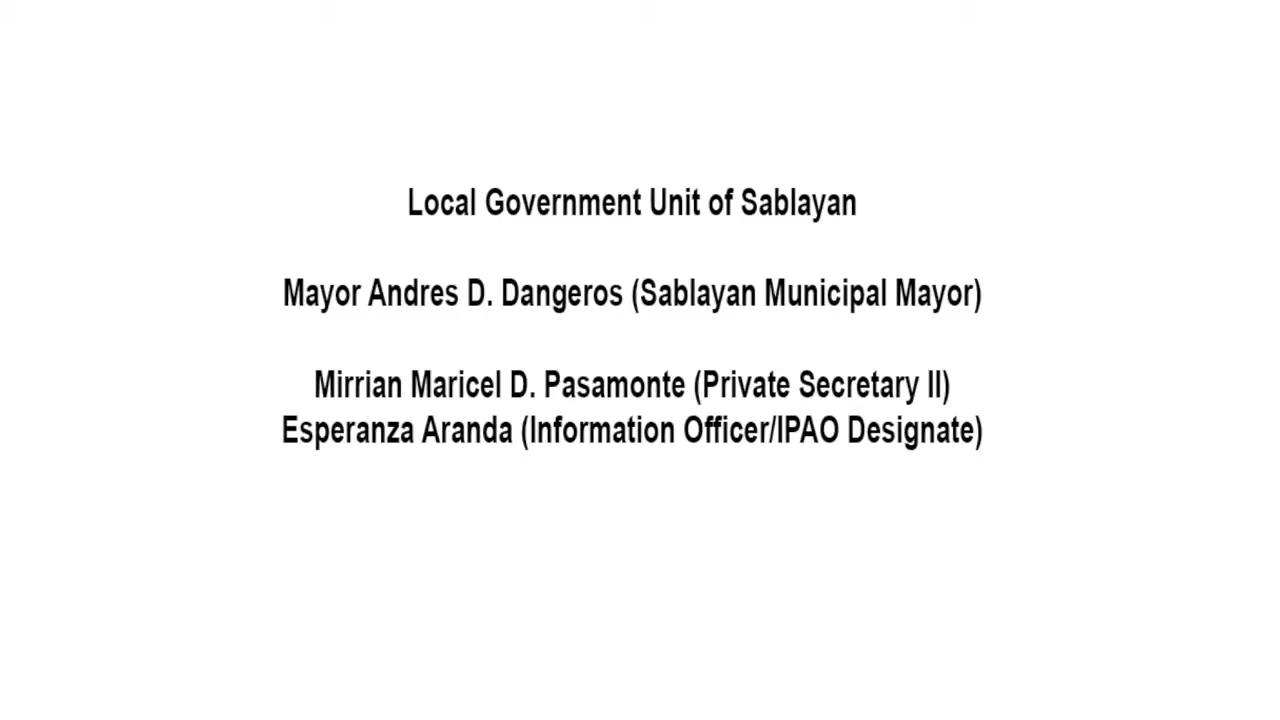 Local Government Unit of Sablayan
Mayor Andres D. Dangeros (Sablayan Municipal Mayor)
Mirrian Maricel D. Pasamonte (Private Secretary II)
Esperanza Aranda (Information Officer/IPAO Designate)